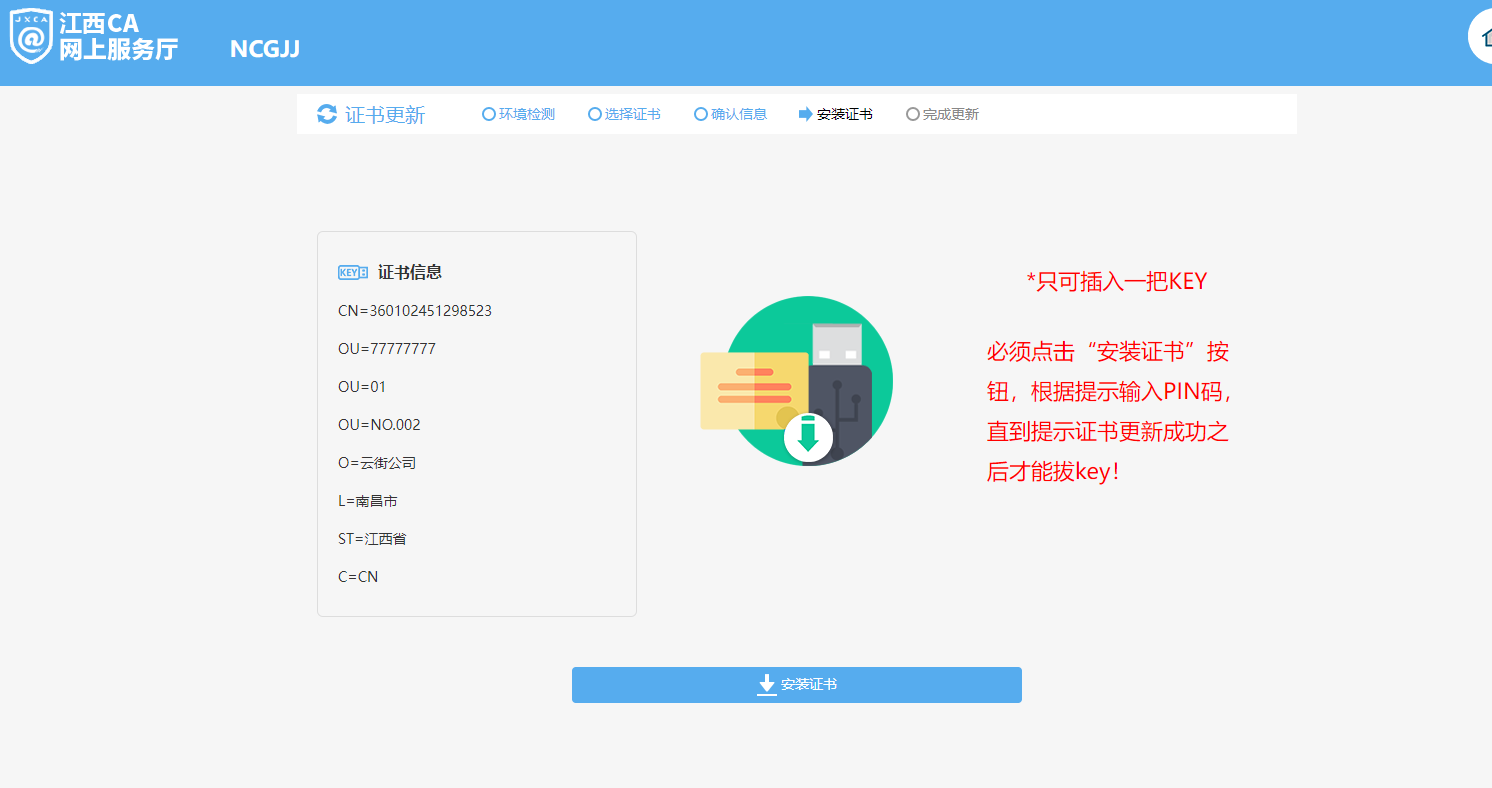 JXCA
江西CA
网上服务厅
NCGJJ
证书更新
环境检测
选择证书
确认信息
安装证书
完成更新
KEY
证书信息
CN=360102451298523
OU=77777777
OU=01
OU=NO.002
O=云街公司
L=南昌市
ST=江西省
C=CN
*只可插入一把KEY
必须点击“安装证书”按
钮，根据提示输入PIN码，
直到提示证书更新成功之
后才能拔key！
安装证书